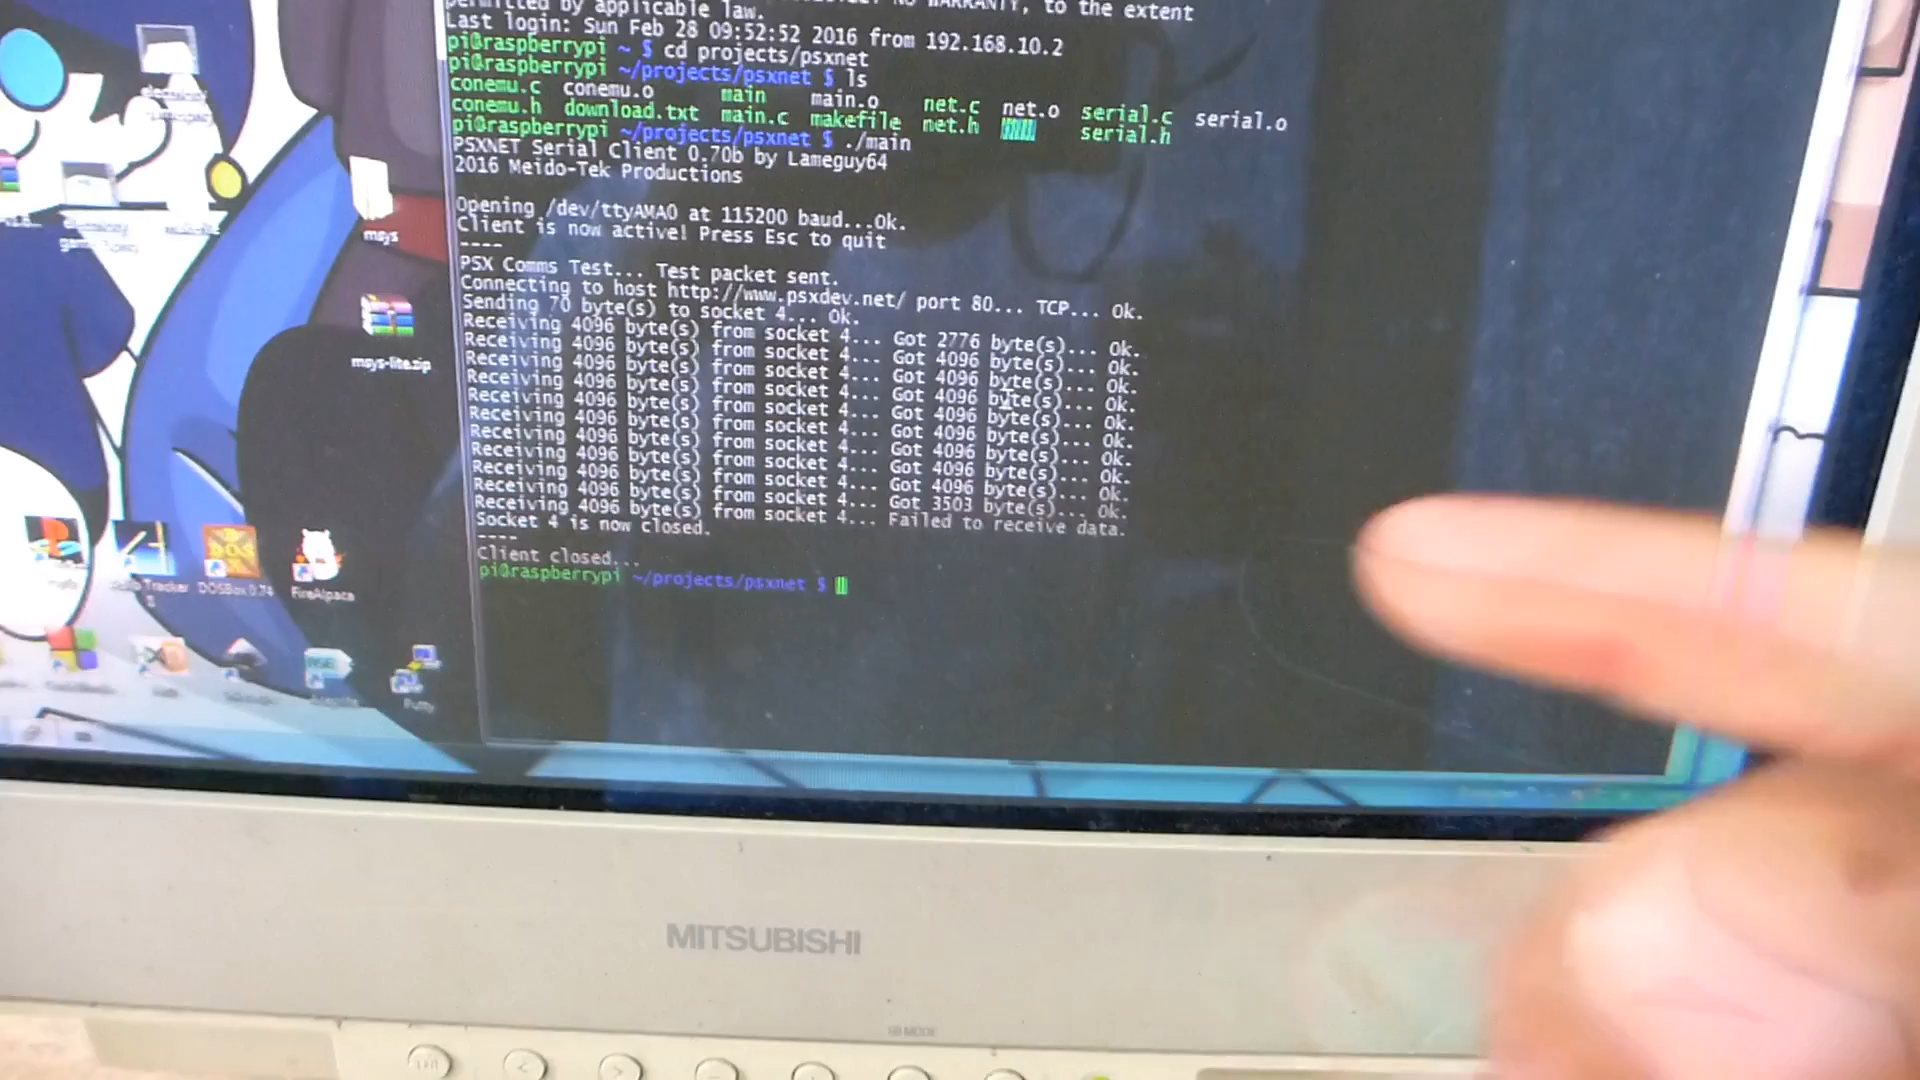 permitted by applicable law.
NO WARRANTY, to the extent
Last login: Sun Feb 28 09:52:52 2016 from 192.168.10.2
pi@raspberrypi ~ $ cd projects/psxnet
pi@raspberrypi ~/projects/psxnet $ ls
conemu.c conemu.o main main.o net.c net.o serial.c serial.o
conemu.h download.txt main.c makefile net.h serial.h
pi@raspberrypi ~/projects/psxnet $ ./main
PSXNET Serial Client 0.70b by Lameguy64
2016 Meido-Tek Productions
Opening /dev/ttyAMA0 at 115200 baud...Ok.
Client is now active! Press Esc to quit
----
PSX Comms Test... Test packet sent.
Connecting to host http://www.psxdev.net/ port 80... TCP... Ok.
Sending 70 byte(s) to socket 4... Ok.
Receiving 4096 byte(s) from socket 4... Got 2776 byte(s)... Ok.
Receiving 4096 byte(s) from socket 4... Got 4096 byte(s)... Ok.
Receiving 4096 byte(s) from socket 4... Got 4096 byte(s)... Ok.
Receiving 4096 byte(s) from socket 4... Got 4096 byte(s)... Ok.
Receiving 4096 byte(s) from socket 4... Got 4096 byte(s)... Ok.
Receiving 4096 byte(s) from socket 4... Got 4096 byte(s)... Ok.
Receiving 4096 byte(s) from socket 4... Got 4096 byte(s)... Ok.
Receiving 4096 byte(s) from socket 4... Got 4096 byte(s)... Ok.
Receiving 4096 byte(s) from socket 4... Got 4096 byte(s)... Ok.
Receiving 4096 byte(s) from socket 4... Got 3503 byte(s)... Ok.
Receiving 4096 byte(s) from socket 4... Failed to receive data.
Socket 4 is now closed.
----
Client closed...
pi@raspberrypi ~/projects/psxnet $
msys
msys-lite.zip
Tracker
DOSBox 0.74
FireAlpaca
Putty
MITSUBISHI
MODE